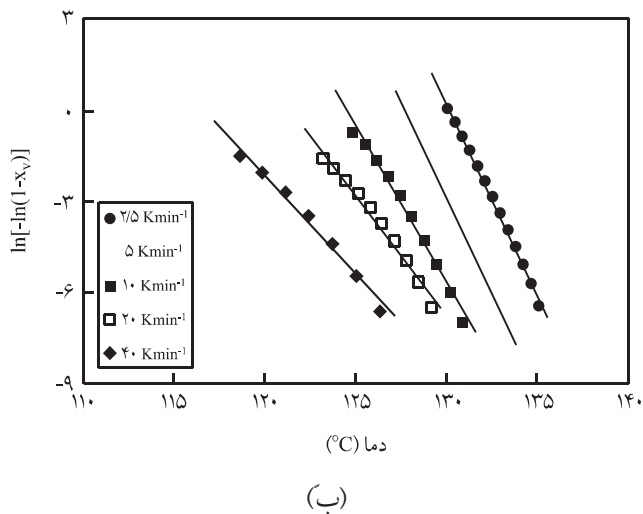 ۳
۰
-۳
-۶
-۹
ln[-ln(1-xᵥ)]
۲/۵ Kmin⁻¹
۵ Kmin⁻¹
۱۰ Kmin⁻¹
۲۰ Kmin⁻¹
۴۰ Kmin⁻¹
۱۱۰ ۱۱۵ ۱۲۰ ۱۲۵ ۱۳۰ ۱۳۵ ۱۴۰
دما (°C)
(ب)